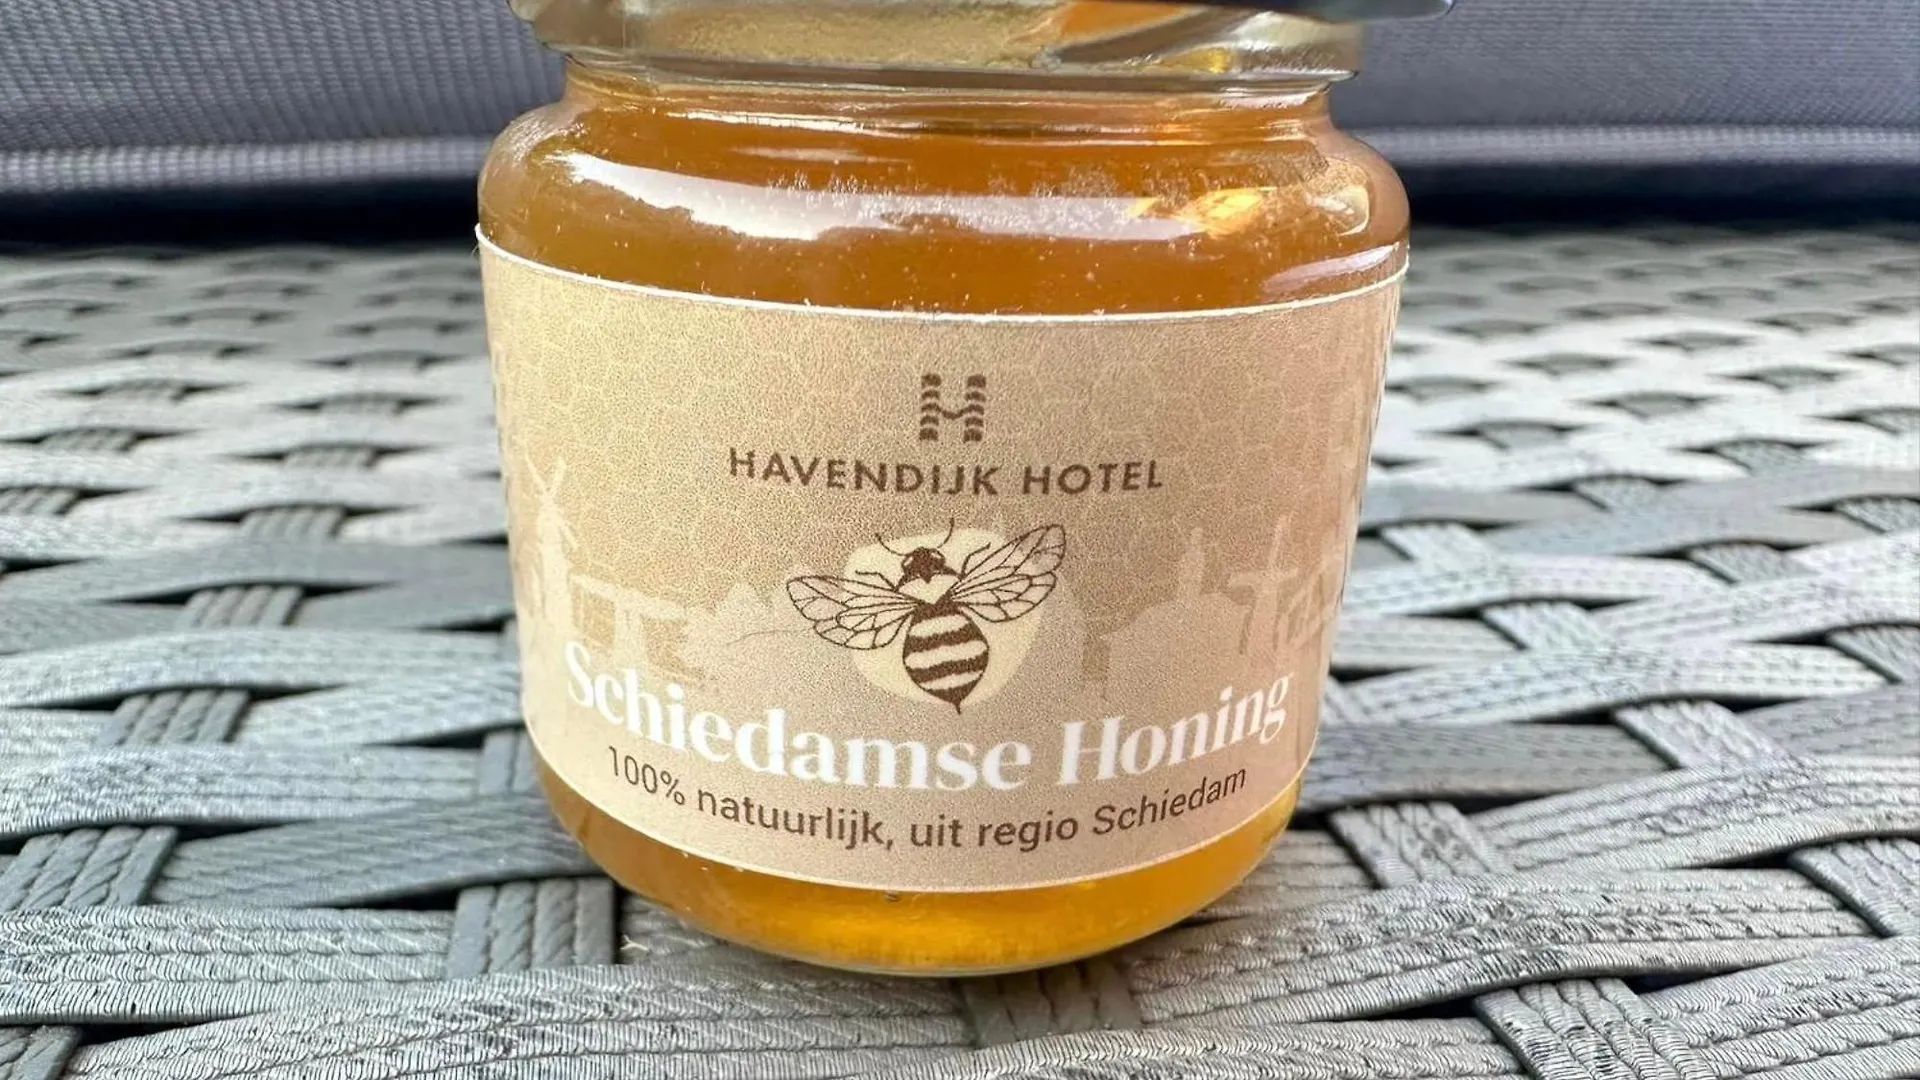 H
HAVENDIJK HOTEL
Schiedamse Honing
100% natuurlijk, uit regio Schiedam